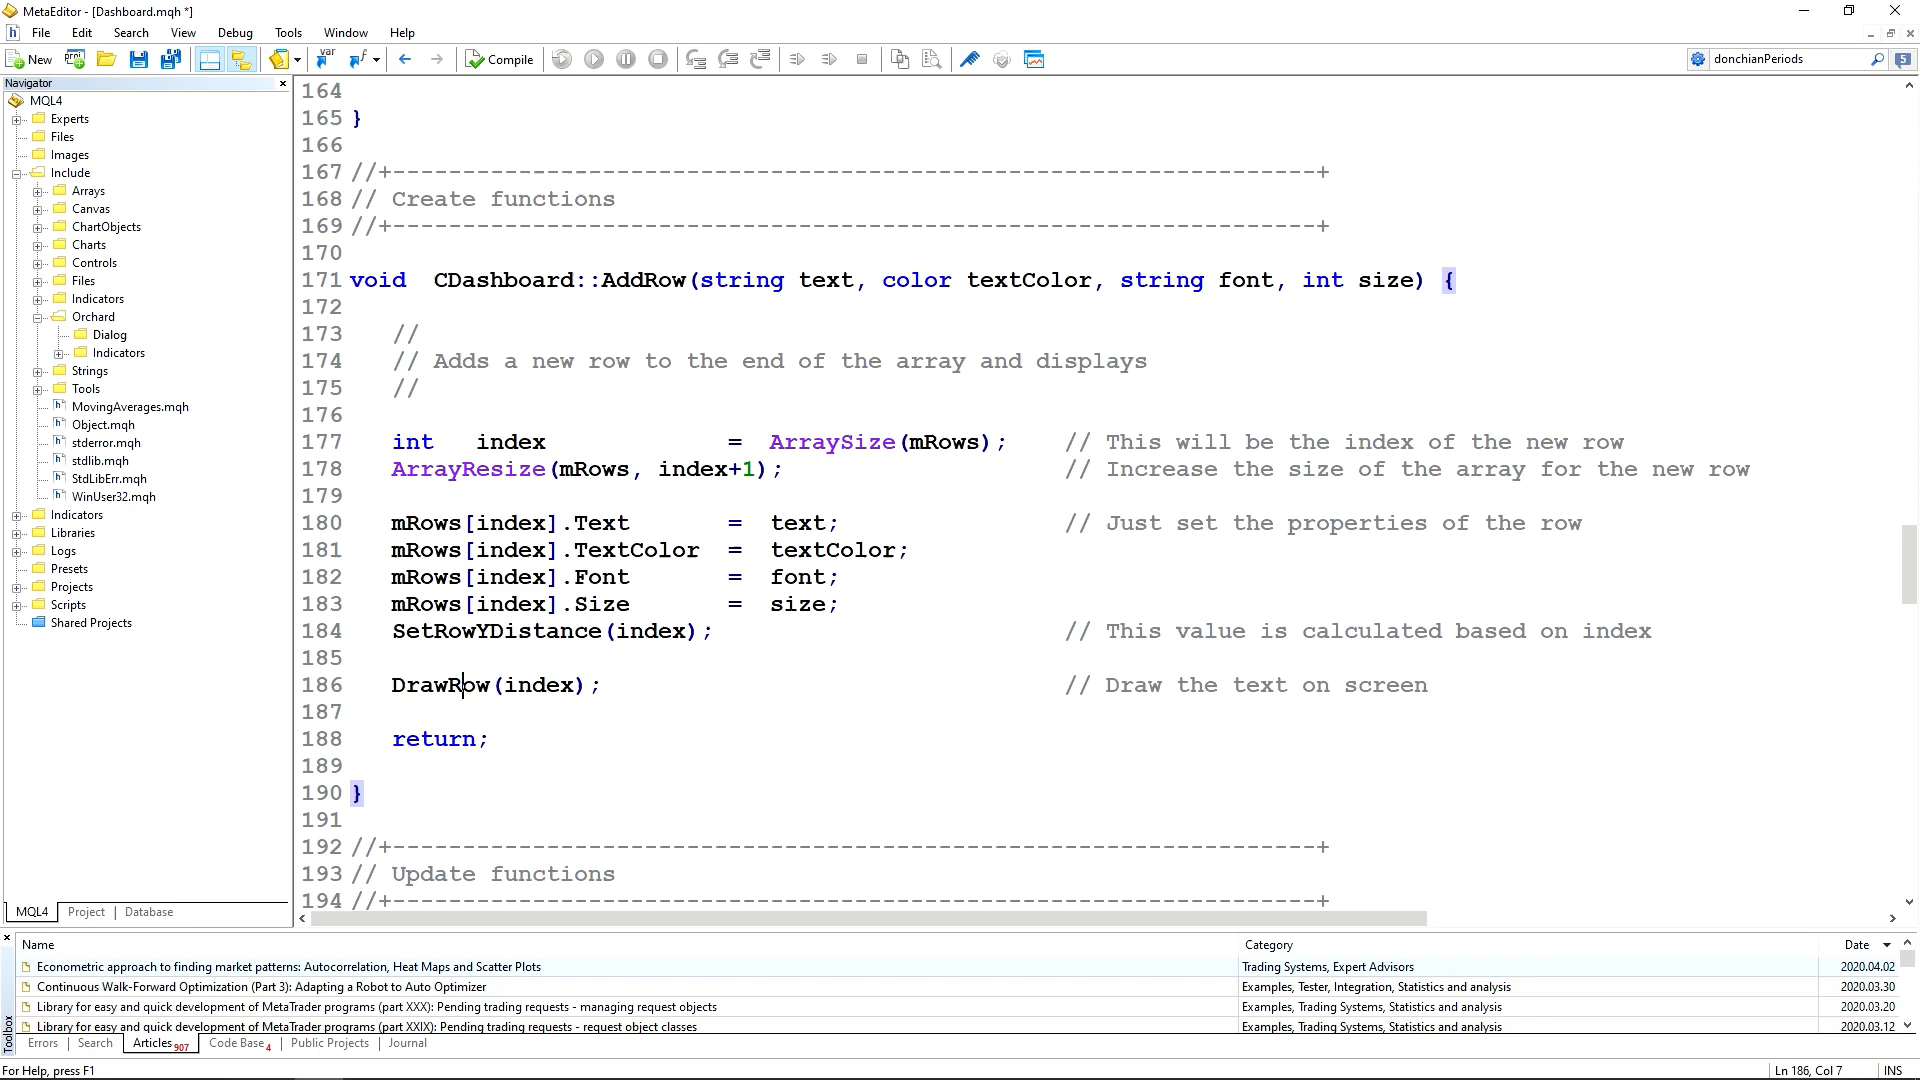 MetaEditor - [Dashboard.mqh *]
File Edit Search View Debug Tools Window Help
New Compile donchianPeriods 5
Navigator
MQL4
Experts
Files
Images
Include
Arrays
Canvas
ChartObjects
Charts
Controls
Files
Indicators
Orchard
Dialog
Indicators
Strings
Tools
MovingAverages.mqh
Object.mqh
stderror.mqh
stdlib.mqh
StdLibErr.mqh
WinUser32.mqh
Indicators
Libraries
Logs
Presets
Projects
Scripts
Shared Projects
MQL4 Project Database
164
165 }
166
167 //+------------------------------------------------------------------+
168 // Create functions
169 //+------------------------------------------------------------------+
170
171 void CDashboard::AddRow(string text, color textColor, string font, int size) {
172
173 //
174 // Adds a new row to the end of the array and displays
175 //
176
177 int index = ArraySize(mRows); // This will be the index of the new row
178 ArrayResize(mRows, index+1); // Increase the size of the array for the new row
179
180 mRows[index].Text = text; // Just set the properties of the row
181 mRows[index].TextColor = textColor;
182 mRows[index].Font = font;
183 mRows[index].Size = size;
184 SetRowYDistance(index); // This value is calculated based on index
185
186 DrawRow(index); // Draw the text on screen
187
188 return;
189
190 }
191
192 //+------------------------------------------------------------------+
193 // Update functions
194 //+------------------------------------------------------------------+
Toolbox
Name Category Date
Econometric approach to finding market patterns: Autocorrelation, Heat Maps and Scatter Plots Trading Systems, Expert Advisors 2020.04.02
Continuous Walk-Forward Optimization (Part 3): Adapting a Robot to Auto Optimizer Examples, Tester, Integration, Statistics and analysis 2020.03.30
Library for easy and quick development of MetaTrader programs (part XXX): Pending trading requests - managing request objects Examples, Trading Systems, Statistics and analysis 2020.03.20
Library for easy and quick development of MetaTrader programs (part XXIX): Pending trading requests - request object classes Examples, Trading Systems, Statistics and analysis 2020.03.12
Errors Search Articles 907 Code Base 4 Public Projects Journal
For Help, press F1 Ln 186, Col 7 INS